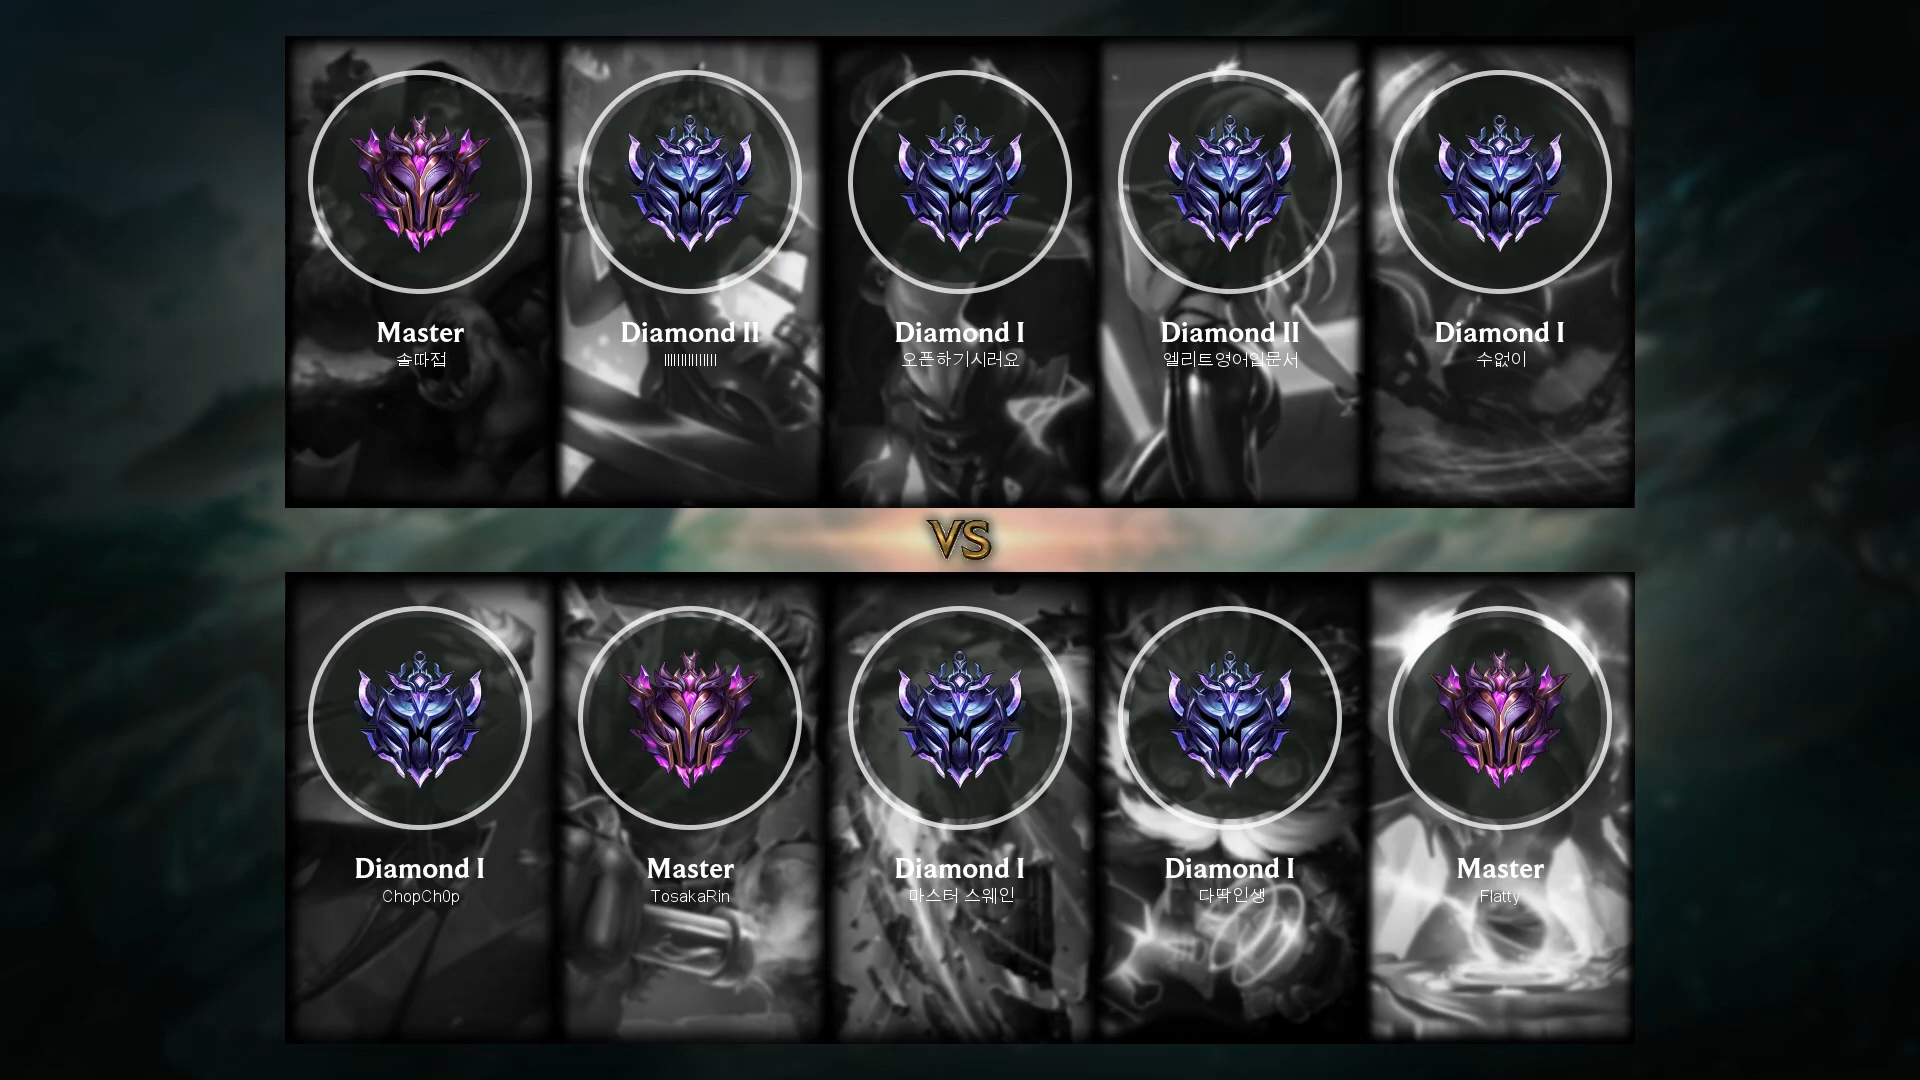 Master
솔따접
Diamond II
Diamond I
오픈하기시러요
Diamond II
엘리트영어입문서
Diamond I
수없이
VS
Diamond I
ChopCh0p
Master
TosakaRin
Diamond I
마스터 스웨인
Diamond I
다딱인생
Master
Flatty